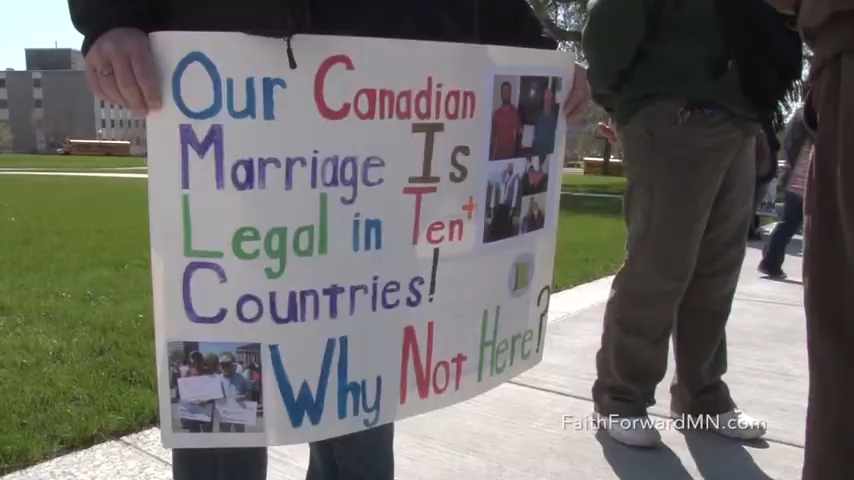 Our Canadian
Marriage Is
Legal in Ten+
Countries!
Why Not Here?
FaithForwardMN.com